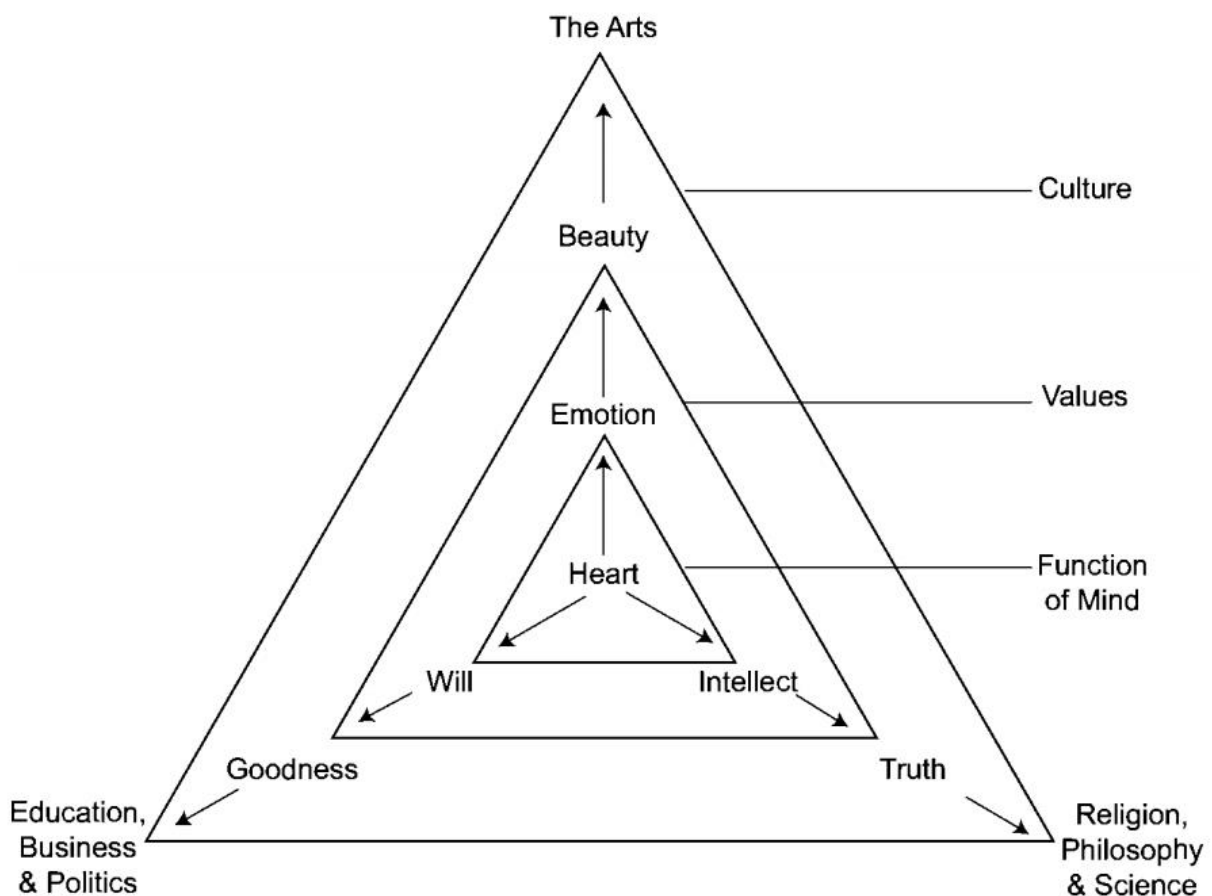 The Arts
Culture
Beauty
Values
Emotion
Heart
Function
of Mind
Will
Intellect
Goodness
Truth
Education,
Business
& Politics
Religion,
Philosophy
& Science